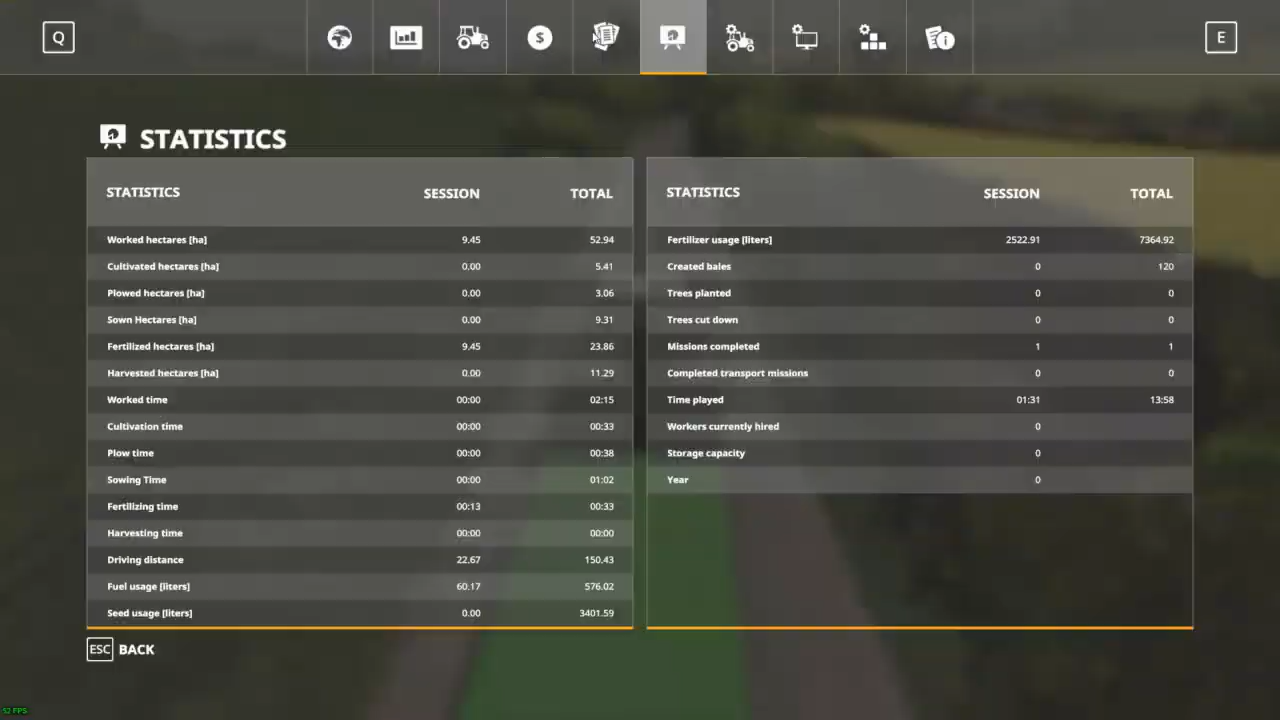 Q
E
STATISTICS
STATISTICS SESSION TOTAL
Worked hectares [ha] 9.45 52.94
Cultivated hectares [ha] 0.00 5.41
Plowed hectares [ha] 0.00 3.06
Sown Hectares [ha] 0.00 9.31
Fertilized hectares [ha] 9.45 23.86
Harvested hectares [ha] 0.00 11.29
Worked time 00:00 02:15
Cultivation time 00:00 00:33
Plow time 00:00 00:38
Sowing Time 00:00 01:02
Fertilizing time 00:13 00:33
Harvesting time 00:00 00:00
Driving distance 22.67 150.43
Fuel usage [liters] 60.17 576.02
Seed usage [liters] 0.00 3401.59
STATISTICS SESSION TOTAL
Fertilizer usage [liters] 2522.91 7364.92
Created bales 0 120
Trees planted 0 0
Trees cut down 0 0
Missions completed 1 1
Completed transport missions 0 0
Time played 01:31 13:58
Workers currently hired 0
Storage capacity 0
Year 0
ESC BACK
52 FPS